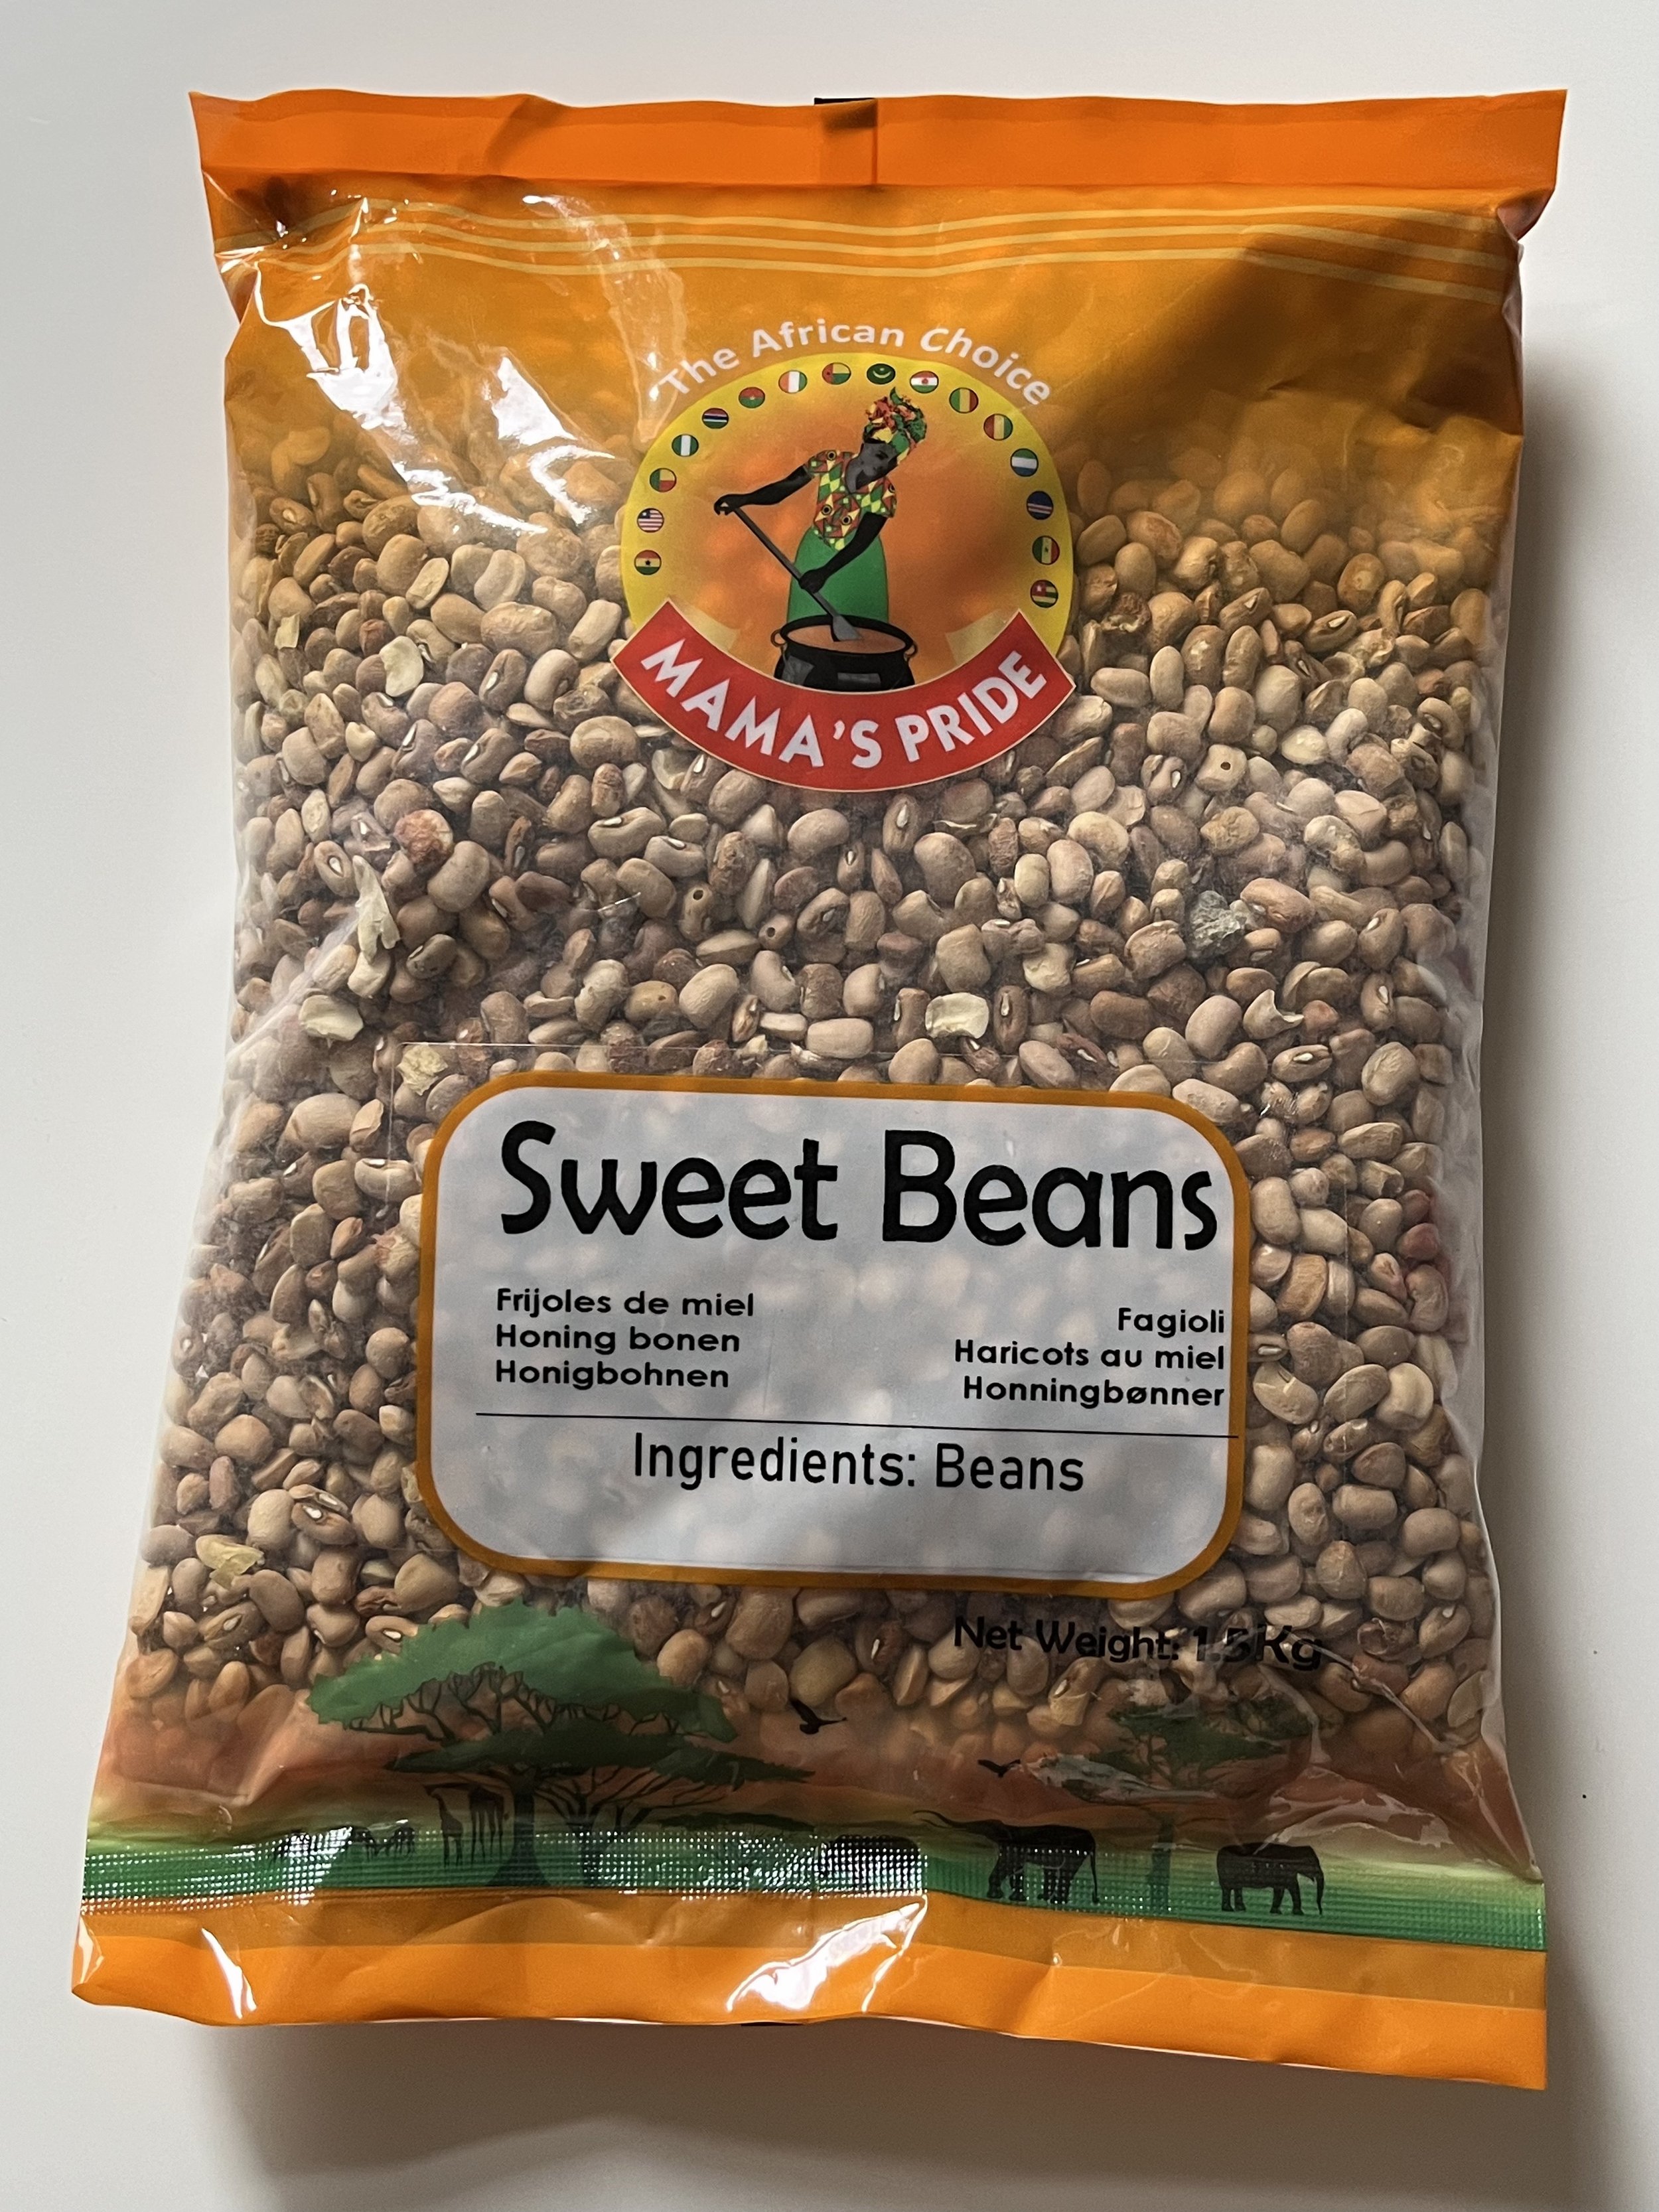 The African Choice
MAMA'S PRIDE
Sweet Beans
Frijoles de miel
Honing bonen
Honigbohnen
Fagioli
Haricots au miel
Honningbønner
Ingredients: Beans
Net Weight: 1.5Kg